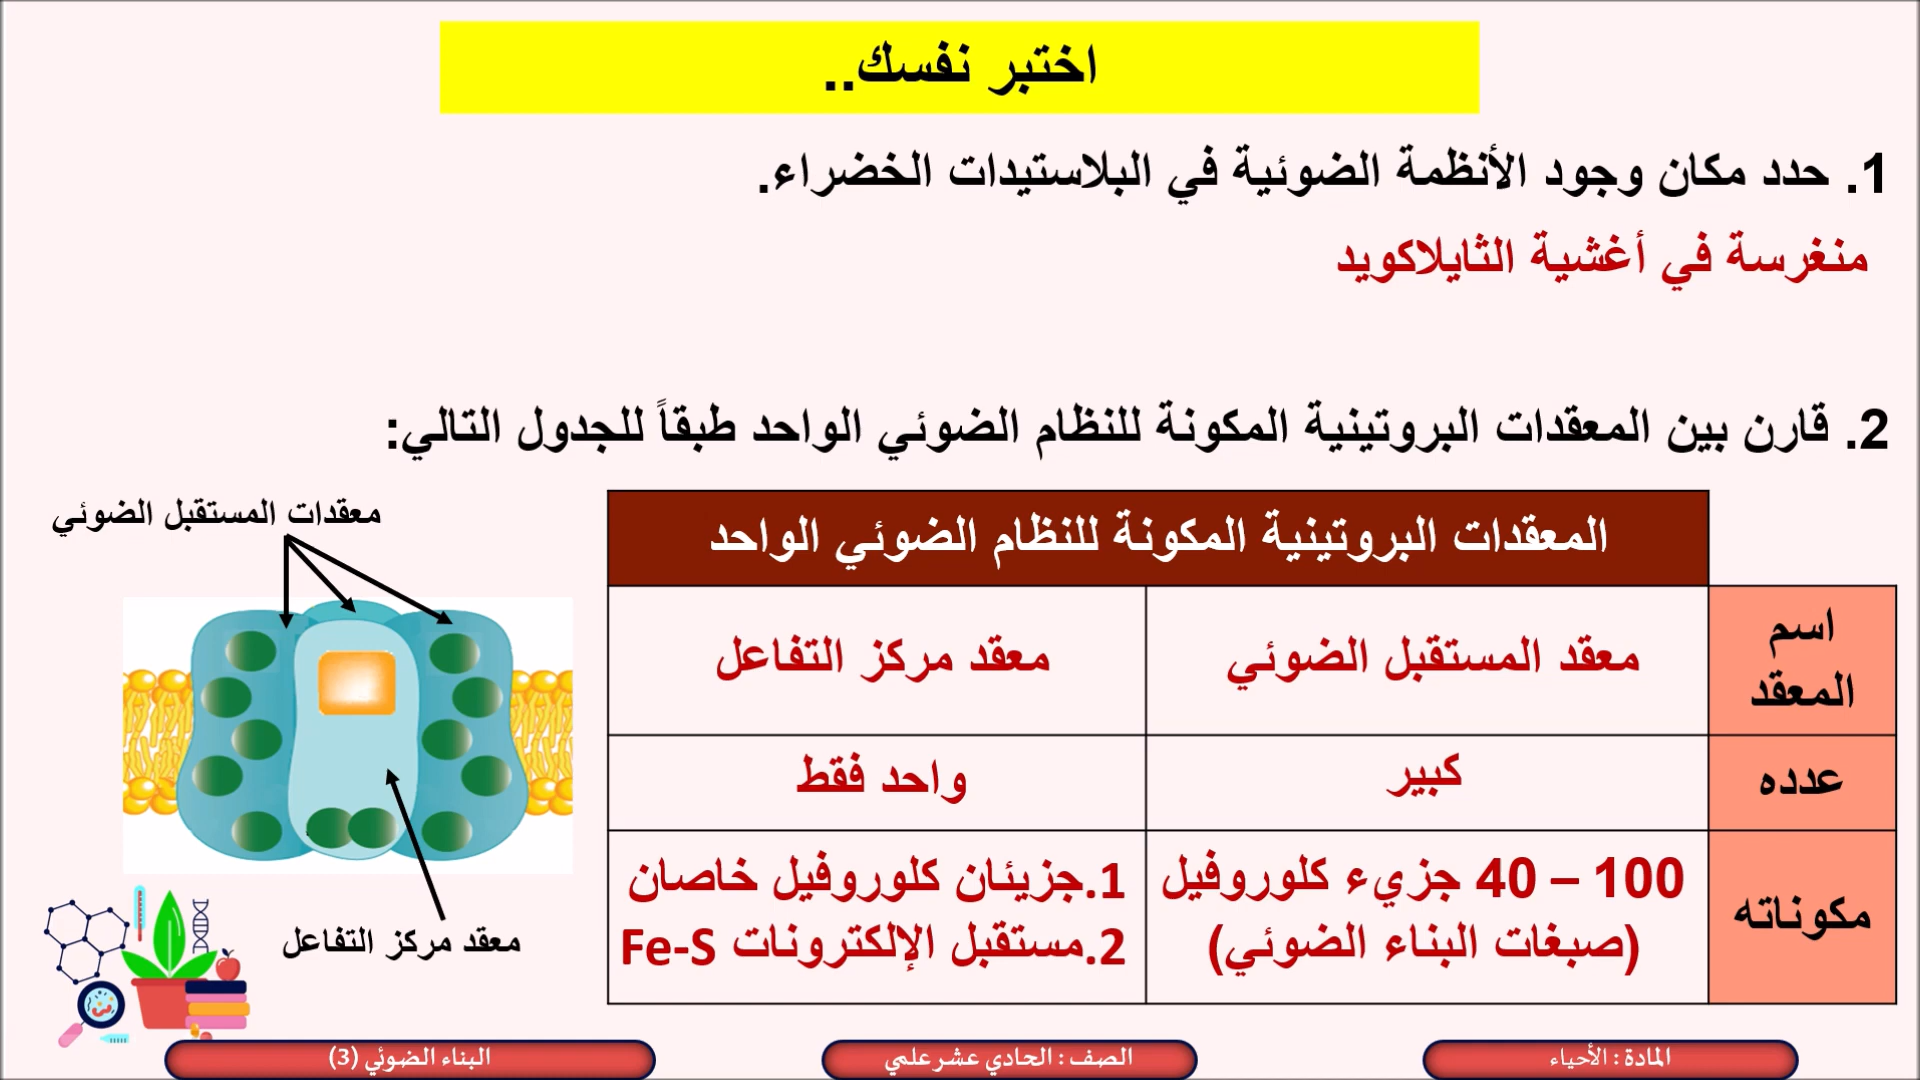 اختبر نفسك..
1. حدد مكان وجود الأنظمة الضوئية في البلاستيدات الخضراء.
منغرسة في أغشية الثايلاكويد
2. قارن بين المعقدات البروتينية المكونة للنظام الضوئي الواحد طبقاً للجدول التالي:
المعقدات البروتينية المكونة للنظام الضوئي الواحد
اسم
المعقد
معقد المستقبل الضوئي
معقد مركز التفاعل
عدده
كبير
واحد فقط
مكوناته
40 – 100 جزيء كلوروفيل
(صبغات البناء الضوئي)
1.جزيئان كلوروفيل خاصان
2.مستقبل الإلكترونات Fe-S
معقدات المستقبل الضوئي
معقد مركز التفاعل
المادة : الأحياء
الصف : الحادي عشر علمي
البناء الضوئي (3)